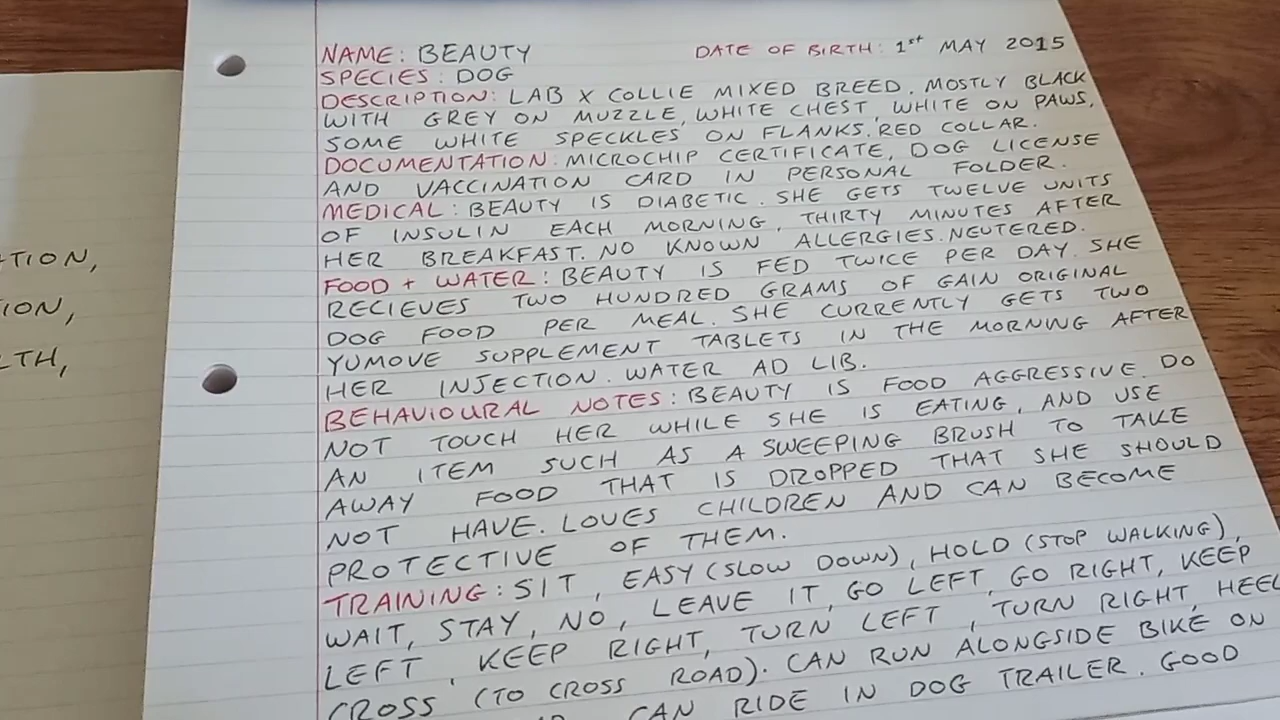 TION,
ION,
LTH,
NAME: BEAUTY DATE OF BIRTH: 1st MAY 2015
SPECIES: DOG
DESCRIPTION: LAB X COLLIE MIXED BREED. MOSTLY BLACK
WITH GREY ON MUZZLE, WHITE CHEST, WHITE ON PAWS,
SOME WHITE SPECKLES ON FLANKS. RED COLLAR.
DOCUMENTATION: MICROCHIP CERTIFICATE, DOG LICENSE
AND VACCINATION CARD IN PERSONAL FOLDER.
MEDICAL: BEAUTY IS DIABETIC. SHE GETS TWELVE UNITS
OF INSULIN EACH MORNING, THIRTY MINUTES AFTER
HER BREAKFAST. NO KNOWN ALLERGIES. NEUTERED.
FOOD + WATER: BEAUTY IS FED TWICE PER DAY. SHE
RECIEVES TWO HUNDRED GRAMS OF GAIN ORIGINAL
DOG FOOD PER MEAL. SHE CURRENTLY GETS TWO
YUMOVE SUPPLEMENT TABLETS IN THE MORNING AFTER
HER INJECTION. WATER AD LIB.
BEHAVIOURAL NOTES: BEAUTY IS FOOD AGGRESSIVE. DO
NOT TOUCH HER WHILE SHE IS EATING, AND USE
AN ITEM SUCH AS A SWEEPING BRUSH TO TAKE
AWAY FOOD THAT IS DROPPED THAT SHE SHOULD
NOT HAVE. LOVES CHILDREN AND CAN BECOME
PROTECTIVE OF THEM.
TRAINING: SIT, EASY (SLOW DOWN), HOLD (STOP WALKING),
WAIT, STAY, NO, LEAVE IT, GO LEFT, GO RIGHT, KEEP
LEFT, KEEP RIGHT, TURN LEFT, TURN RIGHT, HEEL
CROSS (TO CROSS ROAD). CAN RUN ALONGSIDE BIKE ON
CAN RIDE IN DOG TRAILER. GOOD